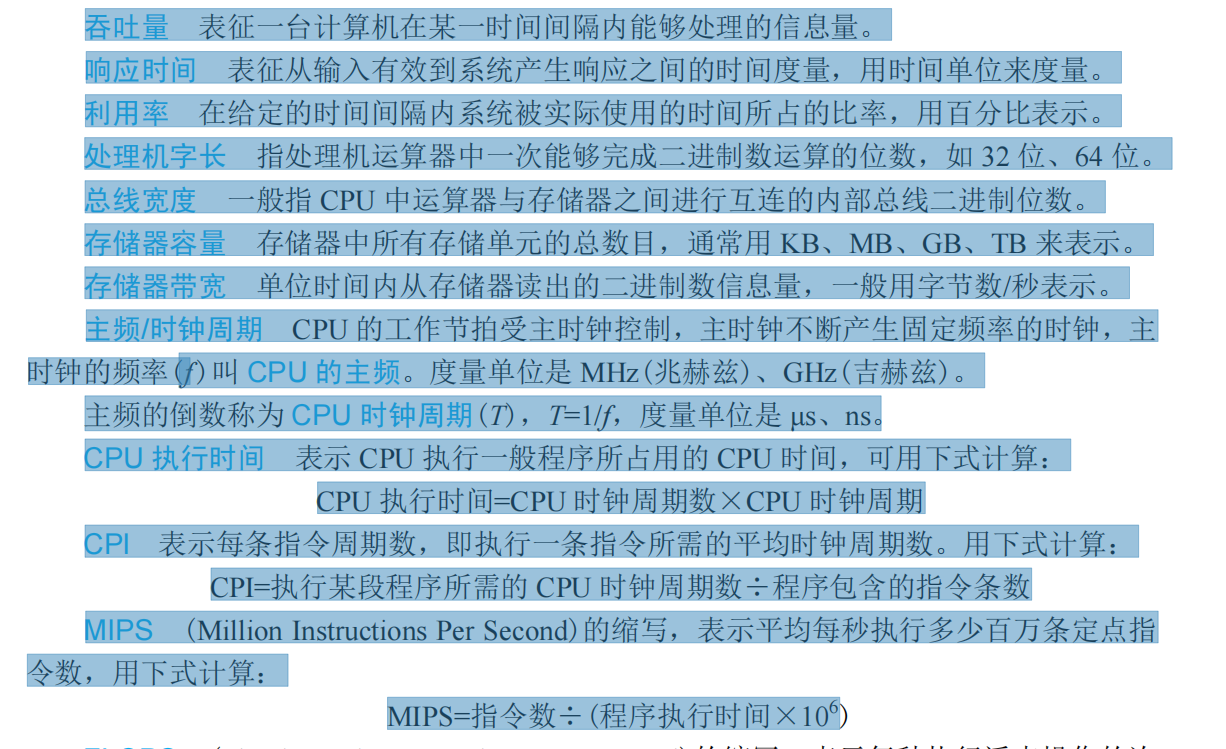 吞吐量 表征一台计算机在某一时间间隔内能够处理的信息量。
响应时间 表征从输入有效到系统产生响应之间的时间度量，用时间单位来度量。
利用率 在给定的时间间隔内系统被实际使用的时间所占的比率，用百分比表示。
处理机字长 指处理机运算器中一次能够完成二进制数运算的位数，如 32 位、64 位。
总线宽度 一般指 CPU 中运算器与存储器之间进行互连的内部总线二进制位数。
存储器容量 存储器中所有存储单元的总数目，通常用 KB、MB、GB、TB 来表示。
存储器带宽 单位时间内从存储器读出的二进制数信息量，一般用字节数/秒表示。
主频/时钟周期 CPU 的工作节拍受主时钟控制，主时钟不断产生固定频率的时钟，主
时钟的频率(f)叫 CPU 的主频。度量单位是 MHz(兆赫兹)、GHz(吉赫兹)。
主频的倒数称为 CPU 时钟周期(T)，T=1/f，度量单位是 μs、ns。
CPU 执行时间 表示 CPU 执行一般程序所占用的 CPU 时间，可用下式计算：
CPU 执行时间=CPU 时钟周期数×CPU 时钟周期
CPI 表示每条指令周期数，即执行一条指令所需的平均时钟周期数。用下式计算：
CPI=执行某段程序所需的 CPU 时钟周期数÷程序包含的指令条数
MIPS (Million Instructions Per Second)的缩写，表示平均每秒执行多少百万条定点指
令数，用下式计算：
MIPS=指令数÷(程序执行时间×10⁶)